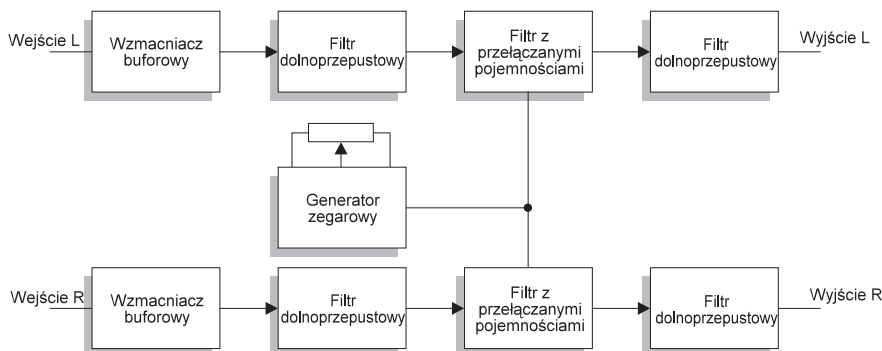 Wejście L
Wzmacniacz
buforowy
Filtr
dolnoprzepustowy
Filtr z
przełączanymi
pojemnościami
Filtr
dolnoprzepustowy
Wyjście L
Generator
zegarowy
Wejście R
Wzmacniacz
buforowy
Filtr
dolnoprzepustowy
Filtr z
przełączanymi
pojemnościami
Filtr
dolnoprzepustowy
Wyjście R